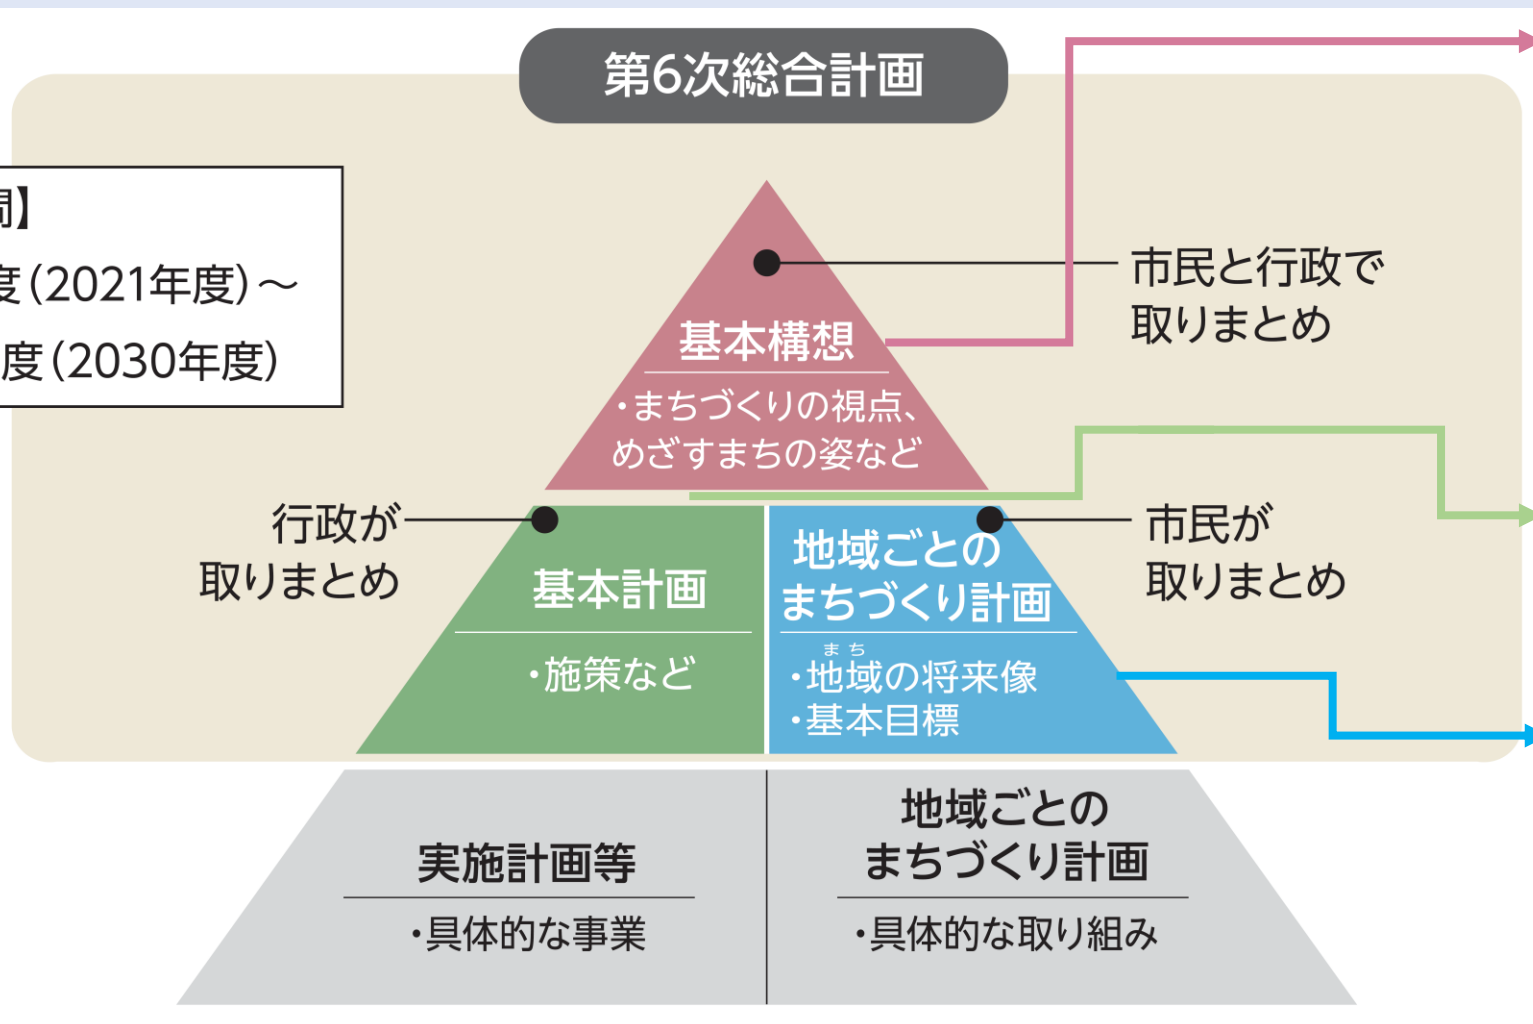 第6次総合計画
間】
度（2021年度）～
度（2030年度）
市民と行政で
取りまとめ
基本構想
・まちづくりの視点、
めざすまちの姿など
行政が
取りまとめ
市民が
取りまとめ
基本計画
・施策など
地域ごとの
まちづくり計画
まち
・地域の将来像
・基本目標
実施計画等
・具体的な事業
地域ごとの
まちづくり計画
・具体的な取り組み